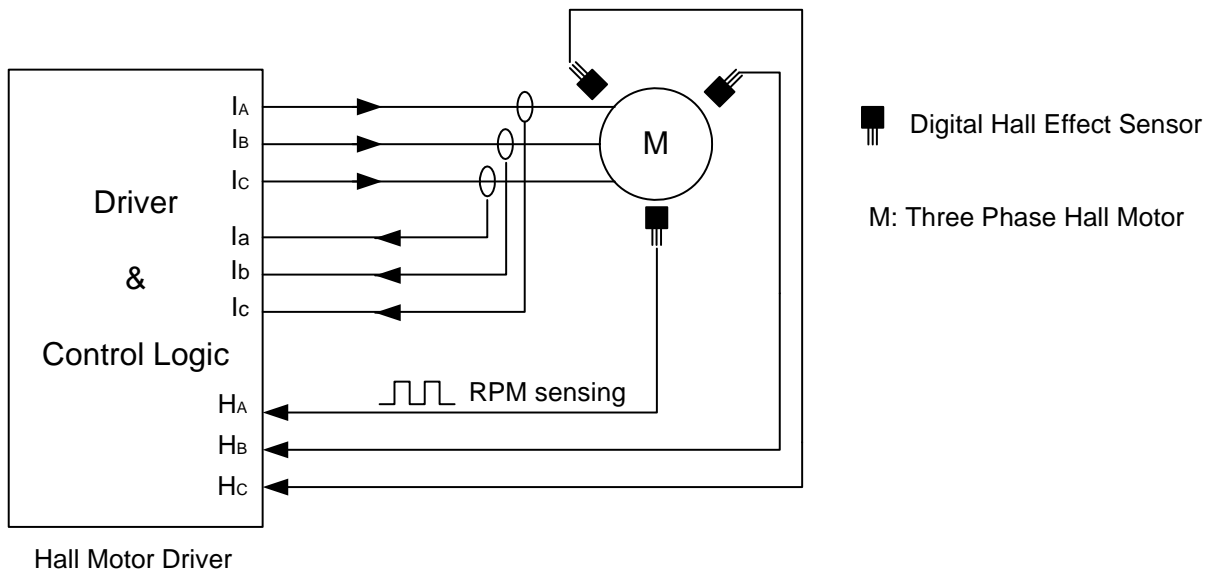 IA
IB
IC
Ia
Ib
Ic
Driver
&
Control Logic
HA
HB
HC
RPM sensing
M
Digital Hall Effect Sensor
M: Three Phase Hall Motor
Hall Motor Driver